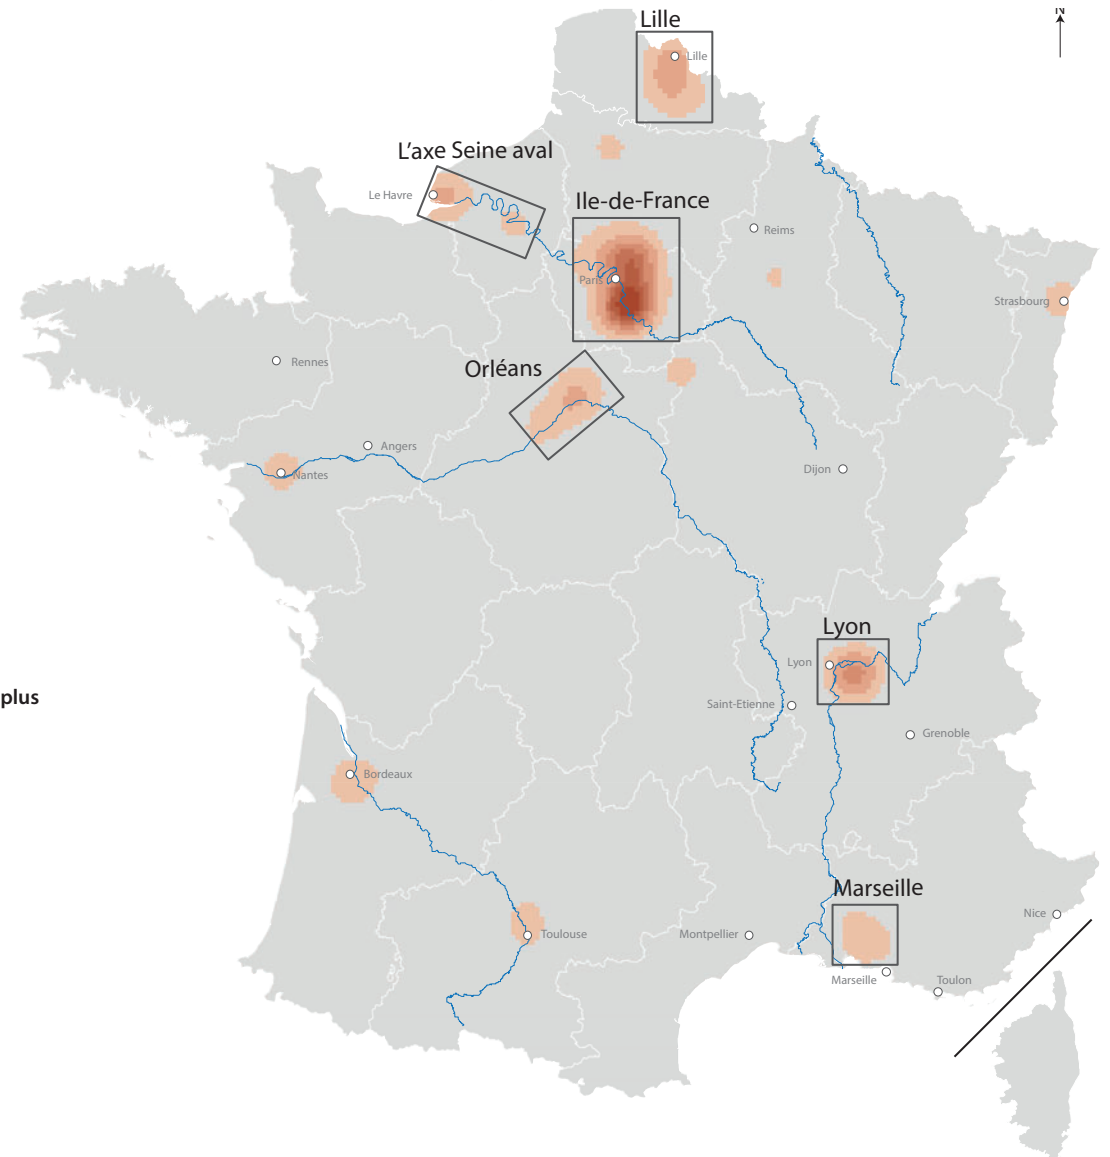 N
Lille
Lille
L'axe Seine aval
Le Havre
Ile-de-France
Reims
Paris
Strasbourg
Rennes
Orléans
Angers
Nantes
Dijon
Lyon
Lyon
plus
Saint-Etienne
Grenoble
Bordeaux
Marseille
Nice
Toulouse
Montpellier
Marseille
Toulon